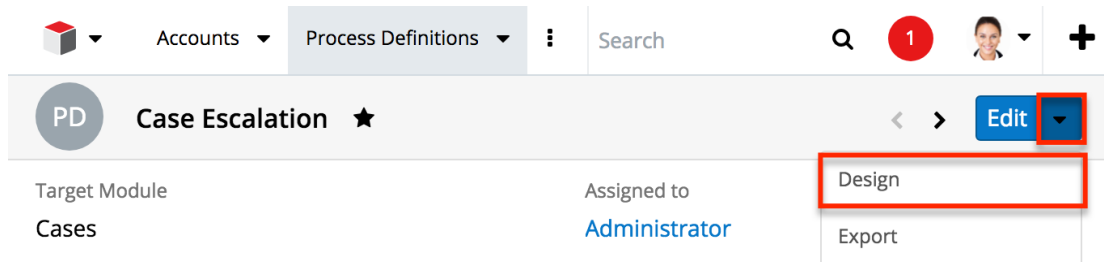 Accounts Process Definitions Search 1
PD Case Escalation Edit
Target Module Assigned to Design
Cases Administrator Export